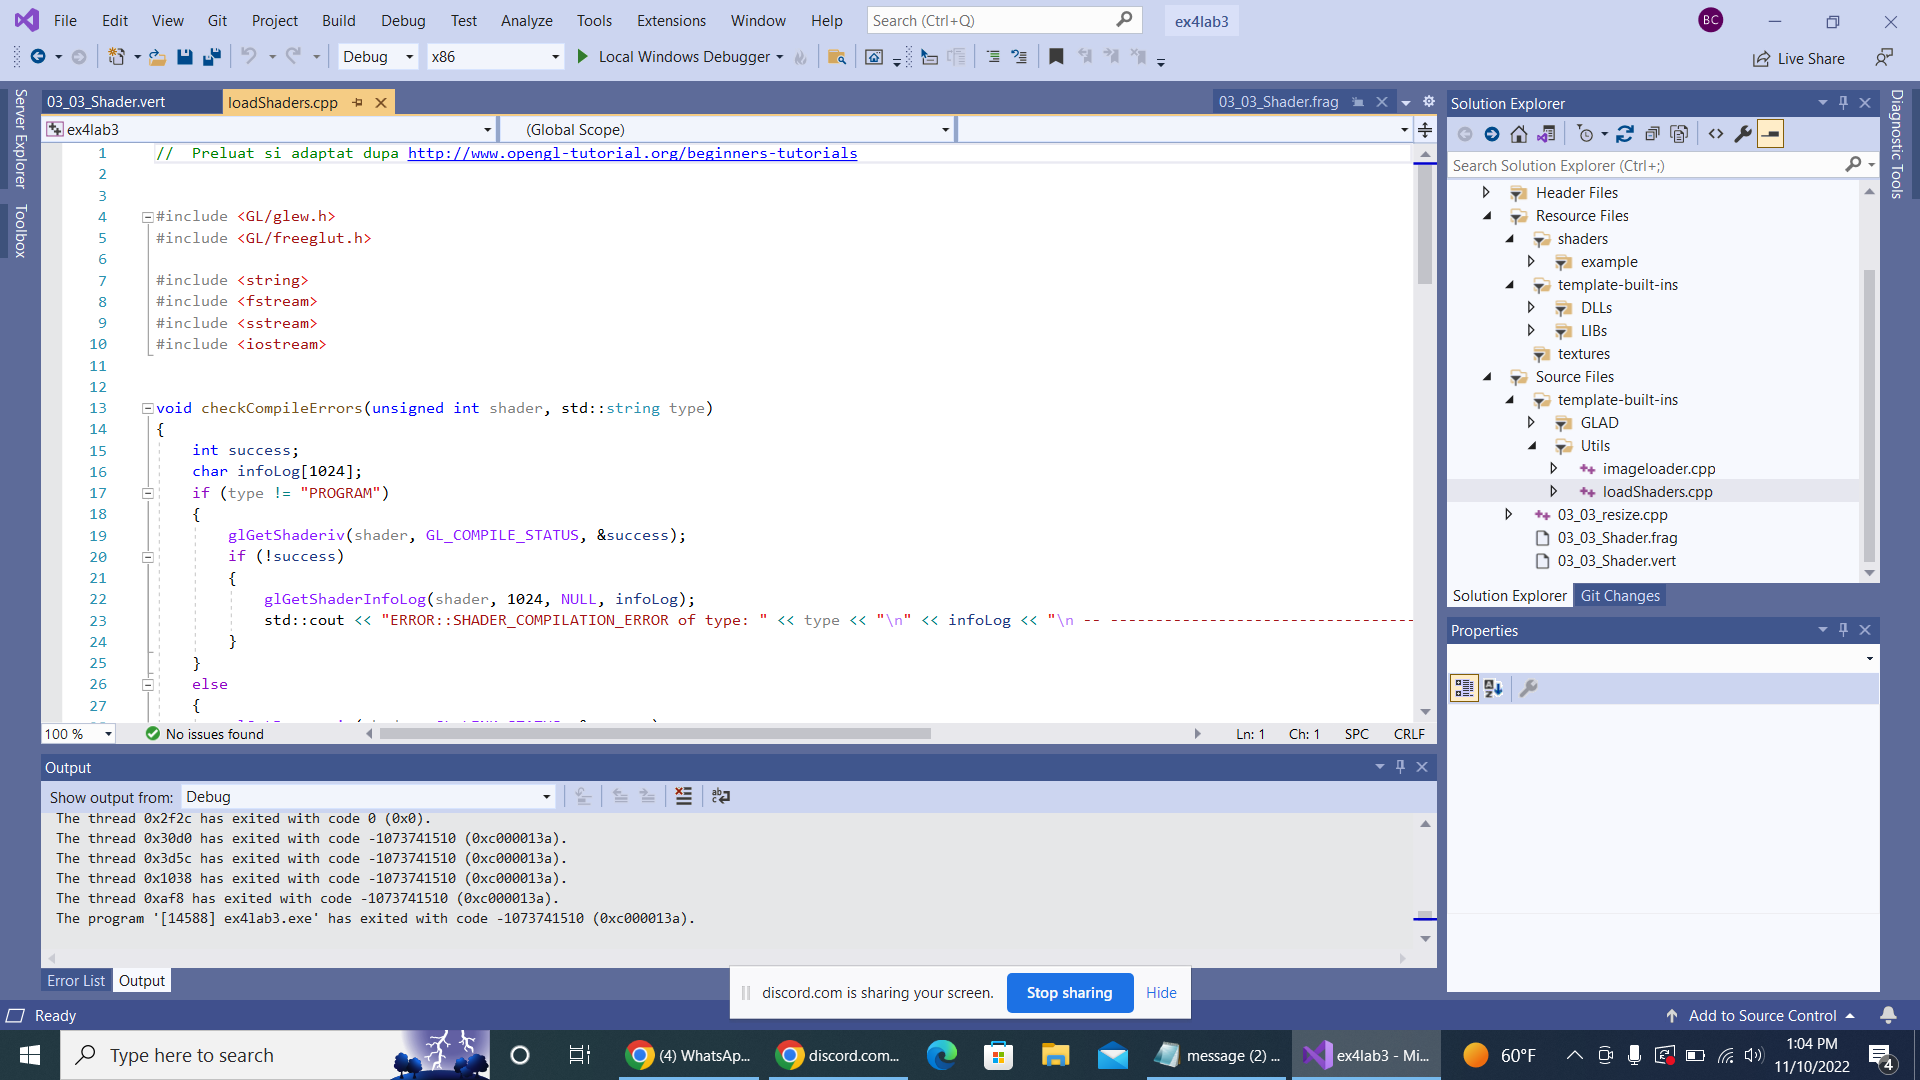 File Edit View Git Project Build Debug Test Analyze Tools Extensions Window Help Search (Ctrl+Q) ex4lab3 BC
Debug x86 Local Windows Debugger Live Share
Server Explorer
Toolbox
03_03_Shader.vert loadShaders.cpp 03_03_Shader.frag
ex4lab3 (Global Scope)
1 // Preluat si adaptat dupa http://www.opengl-tutorial.org/beginners-tutorials
2
3
4 #include <GL/glew.h>
5 #include <GL/freeglut.h>
6
7 #include <string>
8 #include <fstream>
9 #include <sstream>
10 #include <iostream>
11
12
13 void checkCompileErrors(unsigned int shader, std::string type)
14 {
15 int success;
16 char infoLog[1024];
17 if (type != "PROGRAM")
18 {
19 glGetShaderiv(shader, GL_COMPILE_STATUS, &success);
20 if (!success)
21 {
22 glGetShaderInfoLog(shader, 1024, NULL, infoLog);
23 std::cout << "ERROR::SHADER_COMPILATION_ERROR of type: " << type << "\n" << infoLog << "\n -- ----------------------------------
24 }
25 }
26 else
27 {
100 % No issues found Ln: 1 Ch: 1 SPC CRLF
Output
Show output from: Debug
The thread 0x2f2c has exited with code 0 (0x0).
The thread 0x30d0 has exited with code -1073741510 (0xc000013a).
The thread 0x3d5c has exited with code -1073741510 (0xc000013a).
The thread 0x1038 has exited with code -1073741510 (0xc000013a).
The thread 0xaf8 has exited with code -1073741510 (0xc000013a).
The program '[14588] ex4lab3.exe' has exited with code -1073741510 (0xc000013a).
Error List Output
Solution Explorer
Search Solution Explorer (Ctrl+;)
Header Files
Resource Files
shaders
example
template-built-ins
DLLs
LIBs
textures
Source Files
template-built-ins
GLAD
Utils
imageloader.cpp
loadShaders.cpp
03_03_resize.cpp
03_03_Shader.frag
03_03_Shader.vert
Solution Explorer Git Changes
Properties
Diagnostic Tools
discord.com is sharing your screen. Stop sharing Hide
Ready Add to Source Control
Type here to search (4) WhatsAp... discord.com... message (2) ... ex4lab3 - Mi... 60°F 1:04 PM
11/10/2022 4